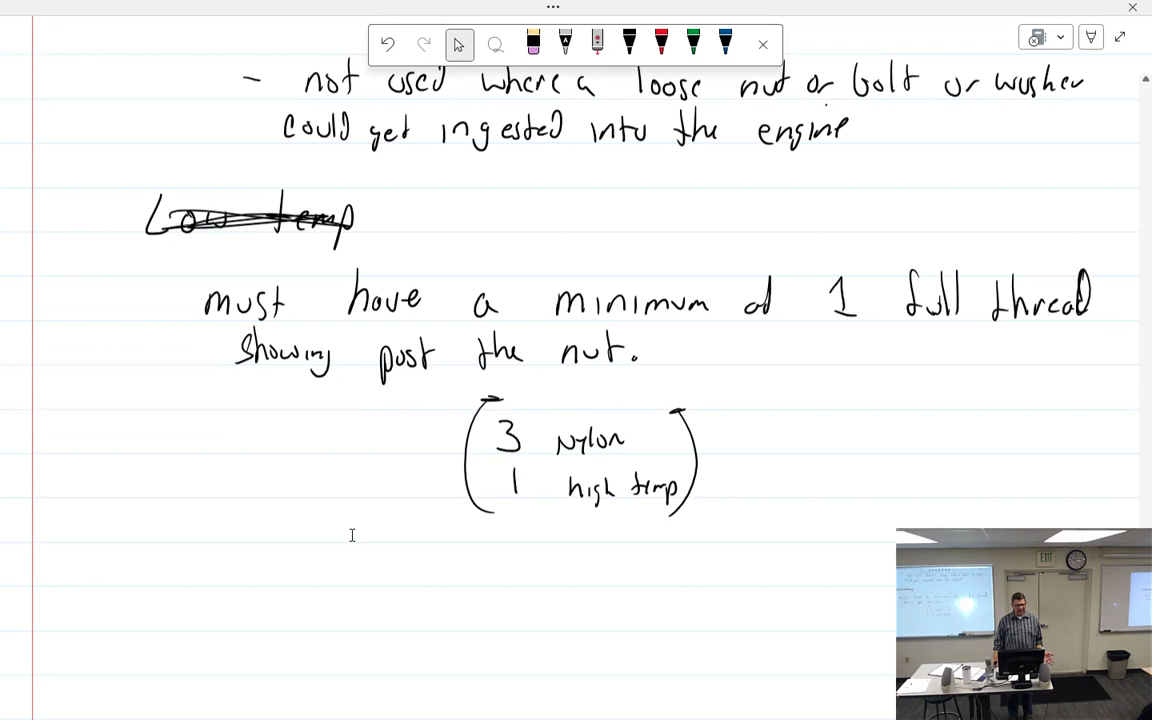 - not used where a loose nut or bolt or washer
could get ingested into the engine
Low temp
must have a minimum of 1 full thread
showing past the nut.
3 Nylon
1 high temp
EXIT